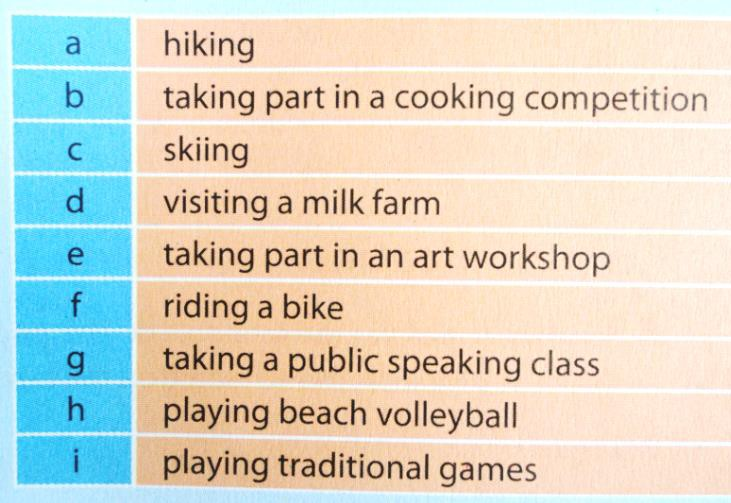 a hiking
b taking part in a cooking competition
c skiing
d visiting a milk farm
e taking part in an art workshop
f riding a bike
g taking a public speaking class
h playing beach volleyball
i playing traditional games